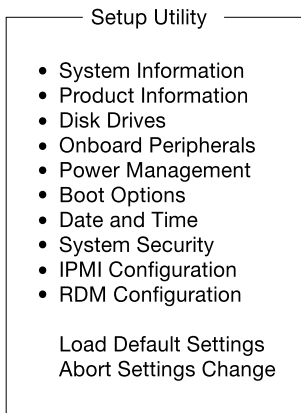 Setup Utility
• System Information
• Product Information
• Disk Drives
• Onboard Peripherals
• Power Management
• Boot Options
• Date and Time
• System Security
• IPMI Configuration
• RDM Configuration
Load Default Settings
Abort Settings Change